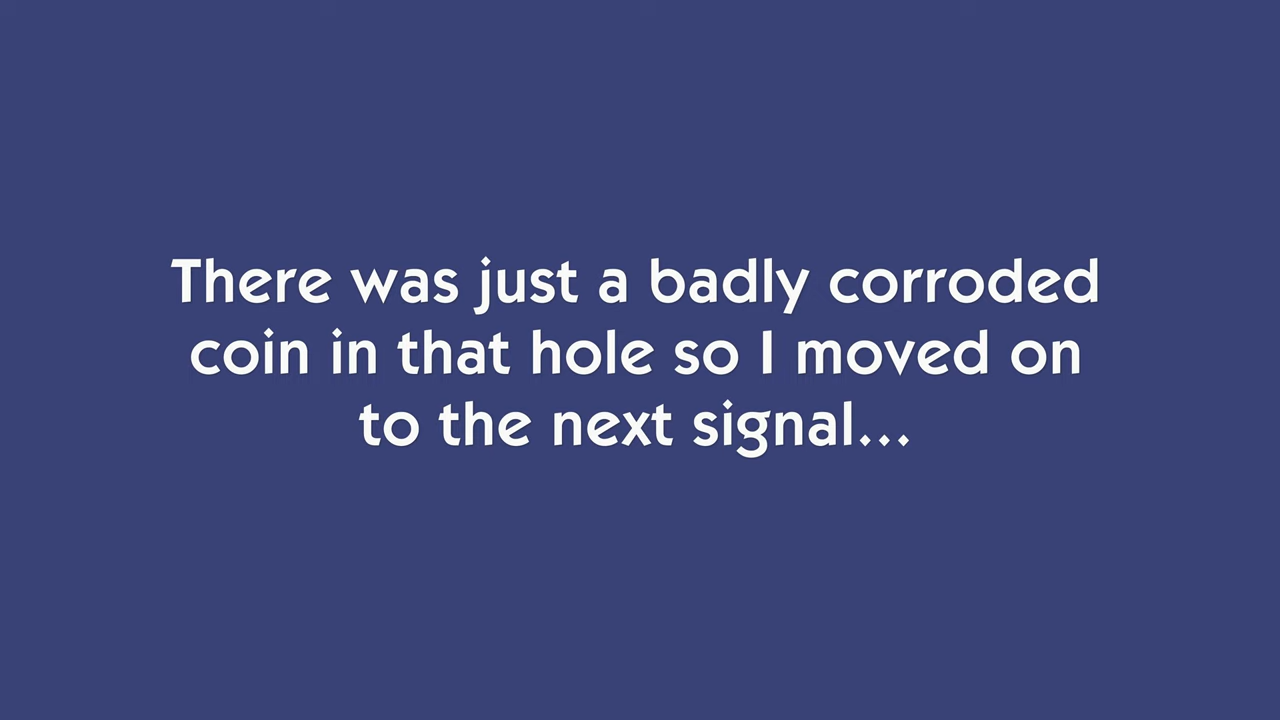 There was just a badly corroded
coin in that hole so I moved on
to the next signal...